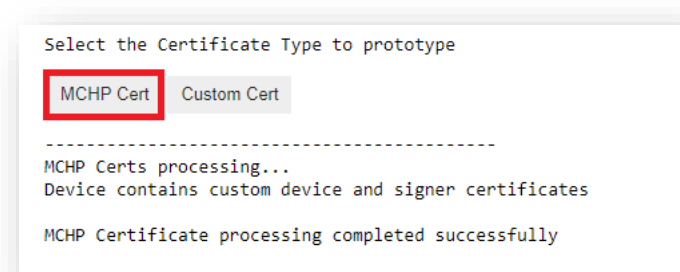 Select the Certificate Type to prototype
MCHP Cert Custom Cert
---------------------------------------------
MCHP Certs processing...
Device contains custom device and signer certificates
MCHP Certificate processing completed successfully